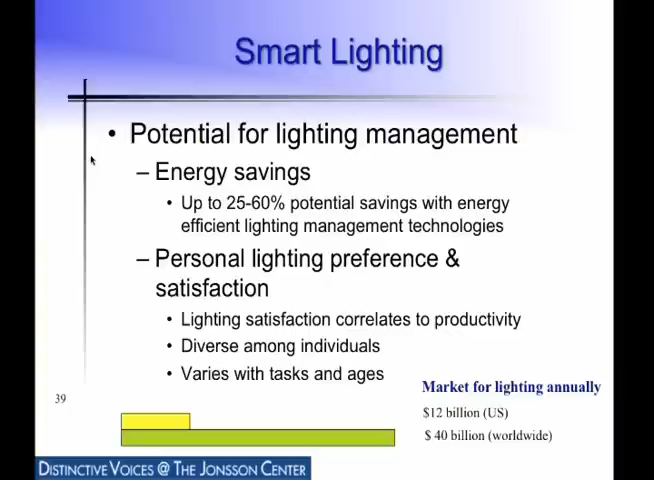 Smart Lighting
• Potential for lighting management
– Energy savings
• Up to 25-60% potential savings with energy
efficient lighting management technologies
– Personal lighting preference &
satisfaction
• Lighting satisfaction correlates to productivity
• Diverse among individuals
• Varies with tasks and ages
Market for lighting annually
39
$12 billion (US)
$ 40 billion (worldwide)
DISTINCTIVE VOICES @ THE JONSSON CENTER